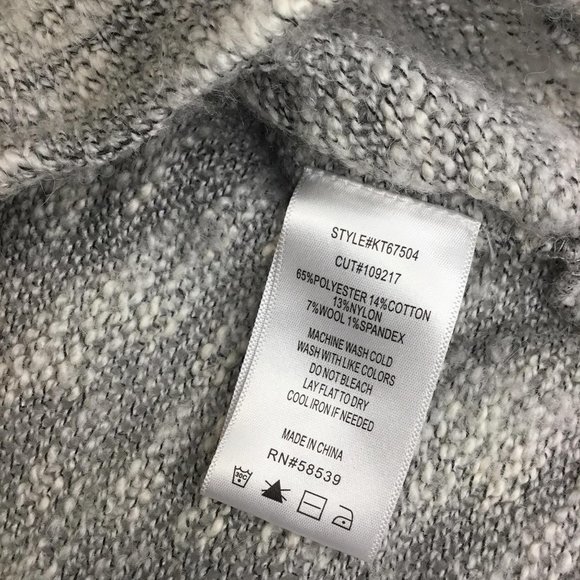 STYLE#KT67504
CUT#109217
65%POLYESTER 14%COTTON
13%NYLON
7%WOOL 1%SPANDEX
MACHINE WASH COLD
WASH WITH LIKE COLORS
DO NOT BLEACH
LAY FLAT TO DRY
COOL IRON IF NEEDED
MADE IN CHINA
RN#58539
30C